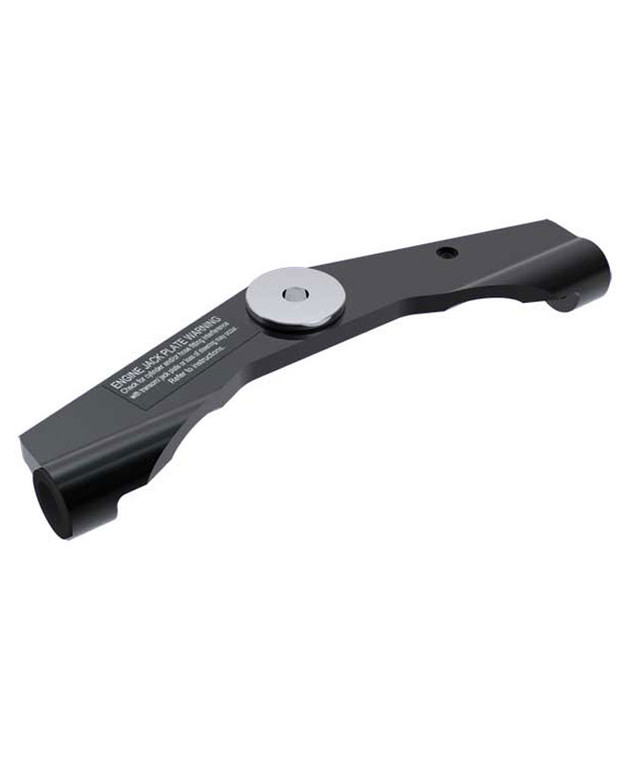 ENGINE JACK PLATE WARNING
Check for cylinder and/or hose fitting interference
with transom/ jack plate or loss of steering may occur.
Refer to instructions.